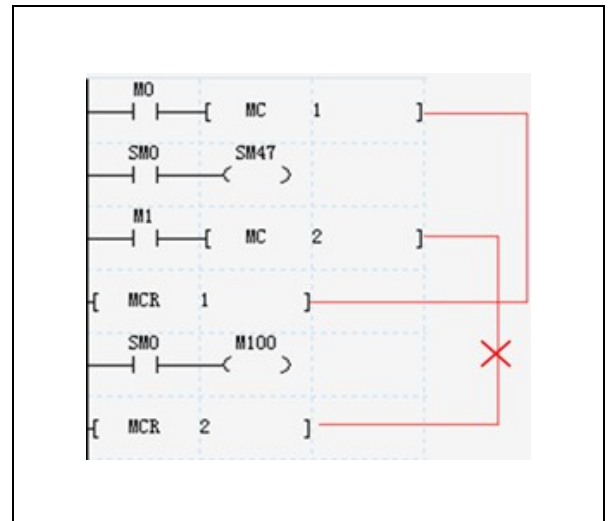 M0
[ MC 1 ]
SM0 SM47
( )
M1
[ MC 2 ]
[ MCR 1 ]
SM0 M100
( )
[ MCR 2 ]